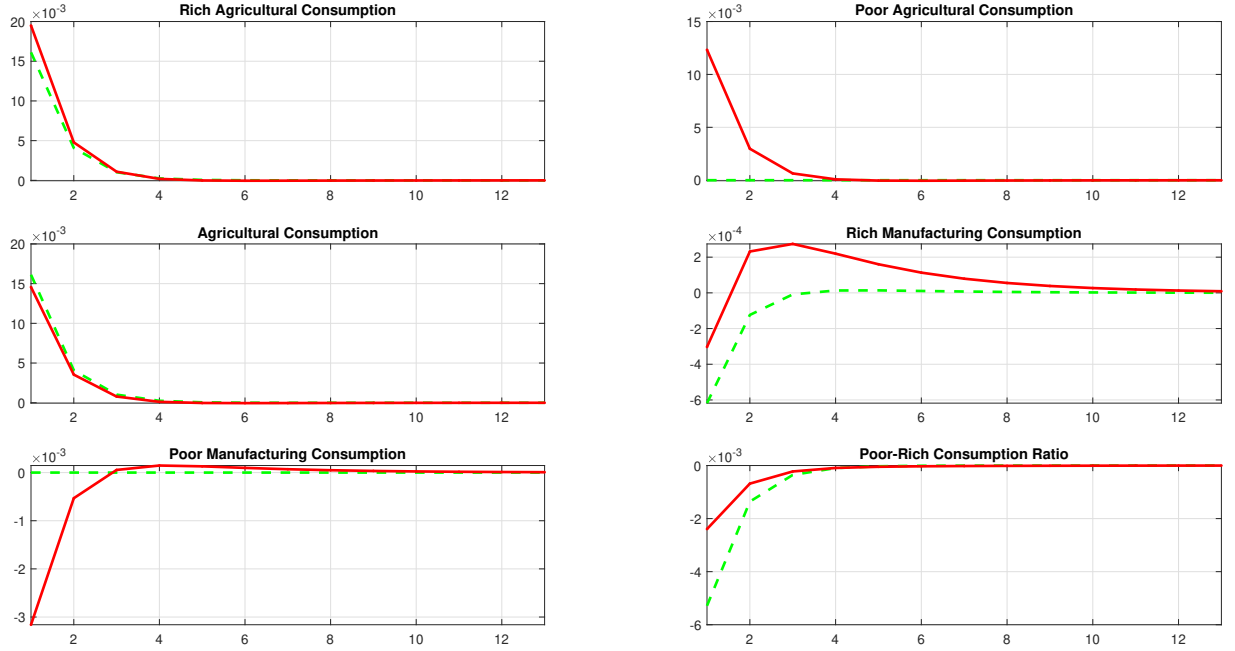 Rich Agricultural Consumption
×10⁻³
20
15
10
5
0
2 4 6 8 10 12
Poor Agricultural Consumption
×10⁻³
15
10
5
0
2 4 6 8 10 12
Agricultural Consumption
×10⁻³
20
15
10
5
0
2 4 6 8 10 12
Rich Manufacturing Consumption
×10⁻⁴
2
0
-2
-4
-6
2 4 6 8 10 12
Poor Manufacturing Consumption
×10⁻³
0
-1
-2
-3
2 4 6 8 10 12
Poor-Rich Consumption Ratio
×10⁻³
0
-2
-4
-6
2 4 6 8 10 12